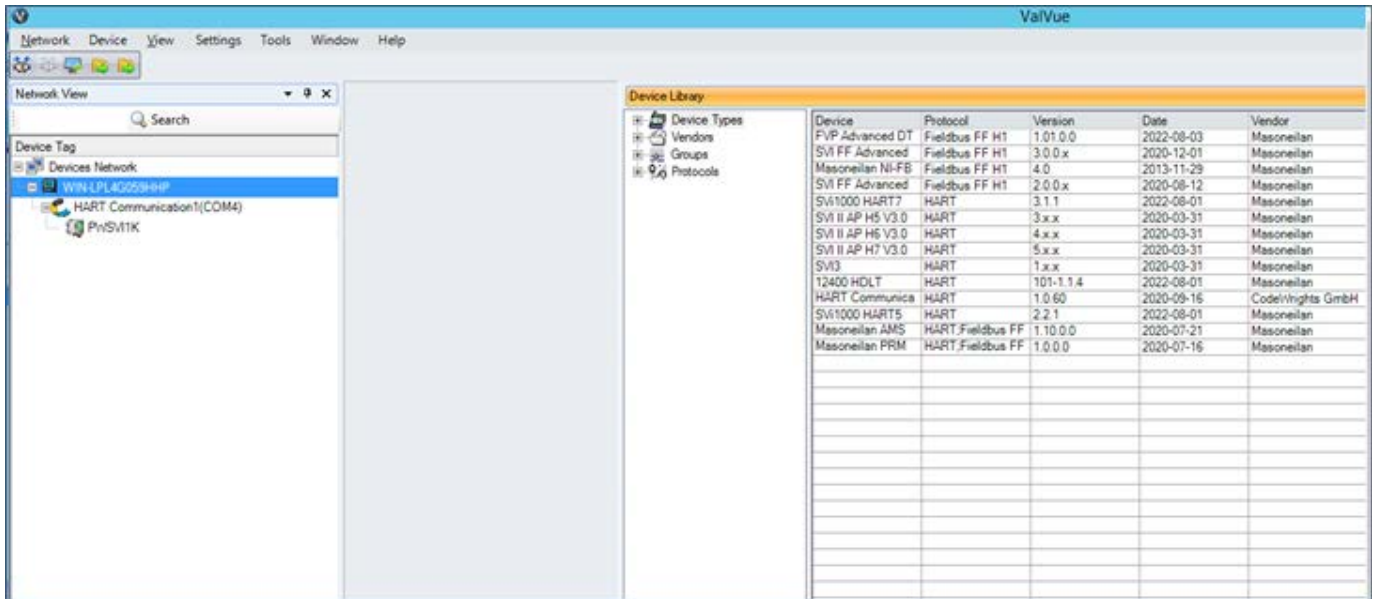 ValVue
Network Device View Settings Tools Window Help
Network View
Search
Device Tag
Devices Network
WIN-LPL4G059HHP
HART Communication1(COM4)
Device Library
Device Types
Vendors
Groups
Protocols
Device Protocol Version Date Vendor
FVP Advanced DT Fieldbus FF H1 1.01.0.0 2022-08-03 Masoneilan
SVI FF Advanced Fieldbus FF H1 3.0.0.x 2020-12-01 Masoneilan
Masoneilan NI-FB Fieldbus FF H1 4.0 2013-11-29 Masoneilan
SVI FF Advanced Fieldbus FF H1 2.0.0.x 2020-08-12 Masoneilan
SVi1000 HART7 HART 3.1.1 2022-08-01 Masoneilan
SVI II AP H5 V3.0 HART 3.x.x 2020-03-31 Masoneilan
SVI II AP H6 V3.0 HART 4.x.x 2020-03-31 Masoneilan
SVI II AP H7 V3.0 HART 5.x.x 2020-03-31 Masoneilan
SVI3 HART 1.x.x 2020-03-31 Masoneilan
12400 HDLT HART 101-1.1.4 2022-08-01 Masoneilan
HART Communica HART 1.0.60 2020-09-16 CodeWrights GmbH
SVi1000 HART5 HART 2.2.1 2022-08-01 Masoneilan
Masoneilan AMS HART;Fieldbus FF 1.10.0.0 2020-07-21 Masoneilan
Masoneilan PRM HART;Fieldbus FF 1.0.0.0 2020-07-16 Masoneilan